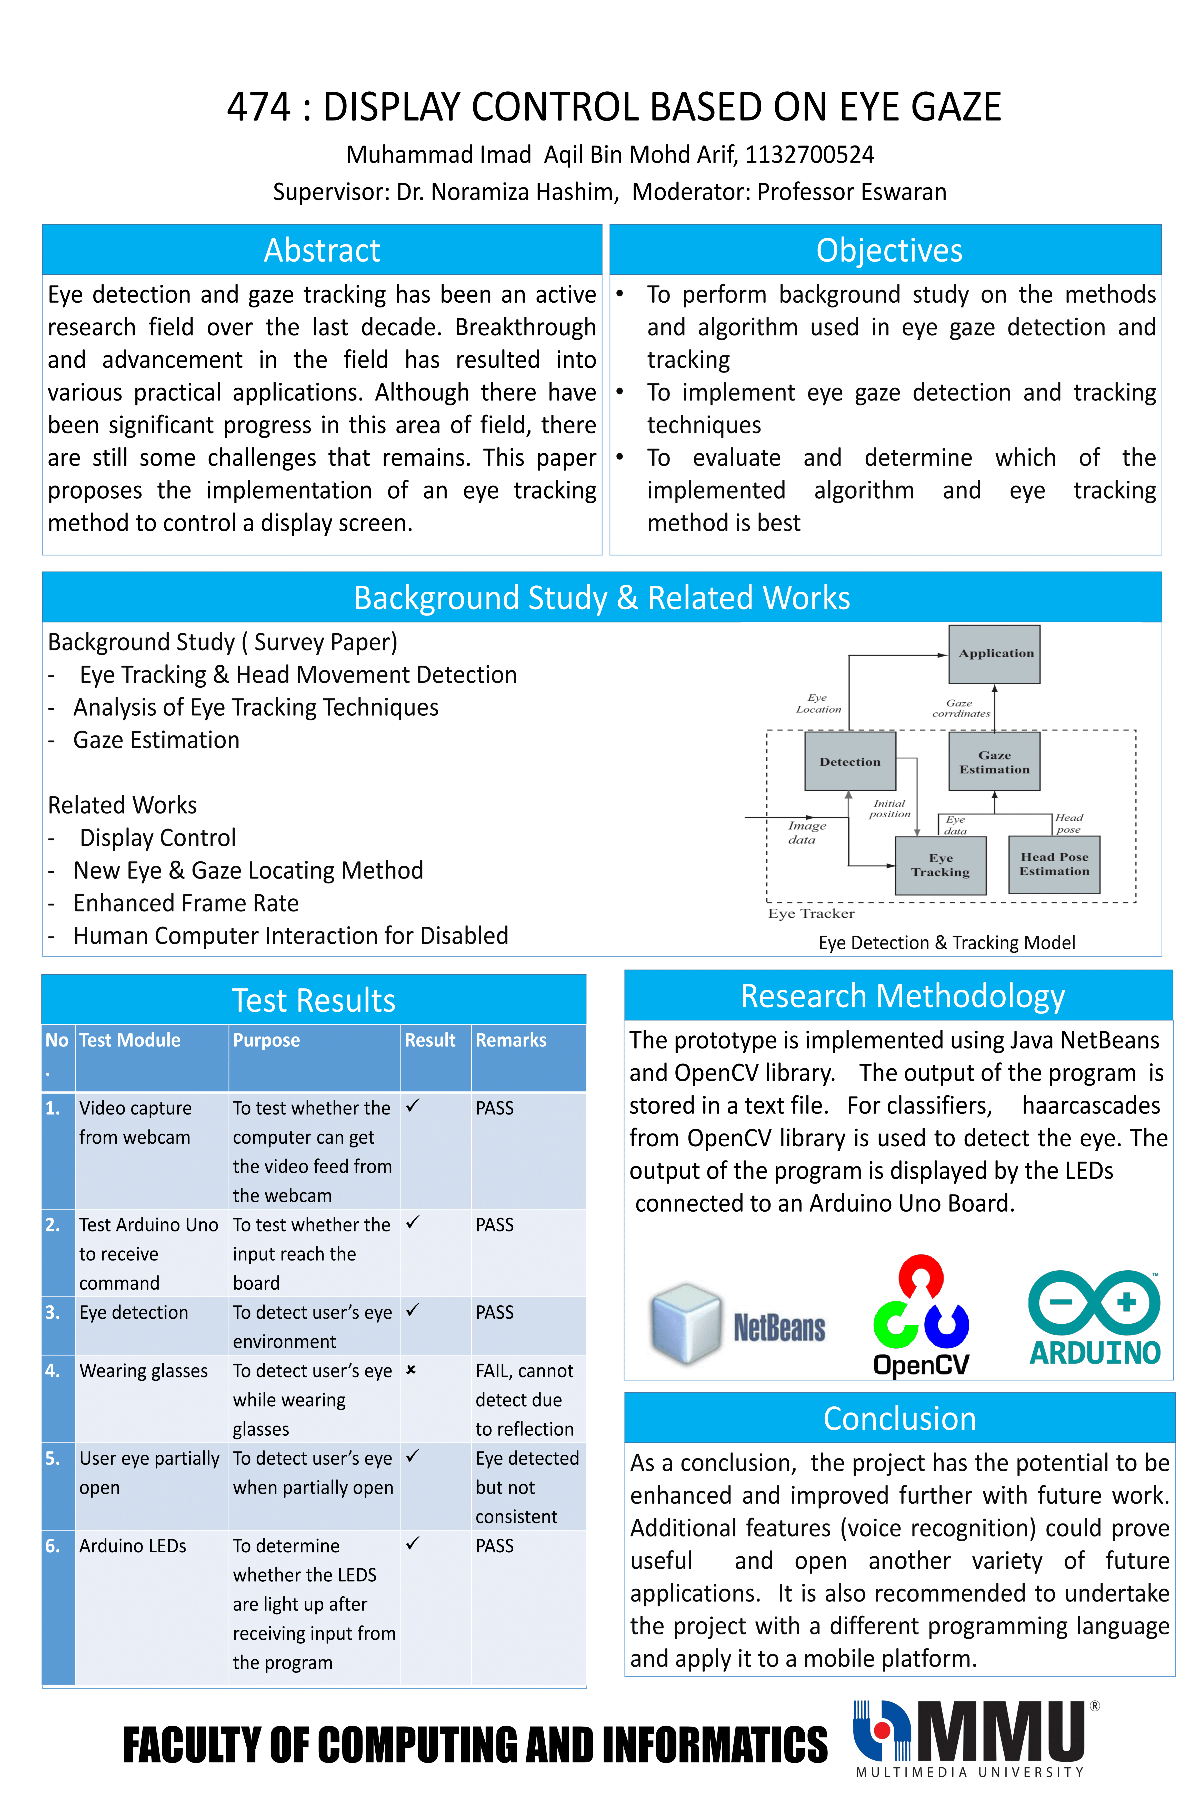 474 : DISPLAY CONTROL BASED ON EYE GAZE
Muhammad Imad Aqil Bin Mohd Arif, 1132700524
Supervisor: Dr. Noramiza Hashim, Moderator: Professor Eswaran
Abstract
Eye detection and gaze tracking has been an active
research field over the last decade. Breakthrough
and advancement in the field has resulted into
various practical applications. Although there have
been significant progress in this area of field, there
are still some challenges that remains. This paper
proposes the implementation of an eye tracking
method to control a display screen.
Objectives
• To perform background study on the methods
and algorithm used in eye gaze detection and
tracking
• To implement eye gaze detection and tracking
techniques
• To evaluate and determine which of the
implemented algorithm and eye tracking
method is best
Background Study & Related Works
Background Study ( Survey Paper)
- Eye Tracking & Head Movement Detection
- Analysis of Eye Tracking Techniques
- Gaze Estimation
Related Works
- Display Control
- New Eye & Gaze Locating Method
- Enhanced Frame Rate
- Human Computer Interaction for Disabled
Application
Eye
Location
Gaze
corrdinates
Detection
Gaze
Estimation
Initial
position
Image
data
Eye
data
Head
pose
Eye
Tracking
Head Pose
Estimation
Eye Tracker
Eye Detection & Tracking Model
Test Results
No
.
Test Module
Purpose
Result
Remarks
1.
Video capture
from webcam
To test whether the
computer can get
the video feed from
the webcam
✓
PASS
2.
Test Arduino Uno
to receive
command
To test whether the
input reach the
board
✓
PASS
3.
Eye detection
To detect user’s eye
environment
✓
PASS
4.
Wearing glasses
To detect user’s eye
while wearing
glasses
✗
FAIL, cannot
detect due
to reflection
5.
User eye partially
open
To detect user’s eye
when partially open
✓
Eye detected
but not
consistent
6.
Arduino LEDs
To determine
whether the LEDS
are light up after
receiving input from
the program
✓
PASS
Research Methodology
The prototype is implemented using Java NetBeans
and OpenCV library. The output of the program is
stored in a text file. For classifiers, haarcascades
from OpenCV library is used to detect the eye. The
output of the program is displayed by the LEDs
connected to an Arduino Uno Board.
NetBeans
OpenCV
™
ARDUINO
Conclusion
As a conclusion, the project has the potential to be
enhanced and improved further with future work.
Additional features (voice recognition) could prove
useful and open another variety of future
applications. It is also recommended to undertake
the project with a different programming language
and apply it to a mobile platform.
FACULTY OF COMPUTING AND INFORMATICS
MMU®
MULTIMEDIA UNIVERSITY